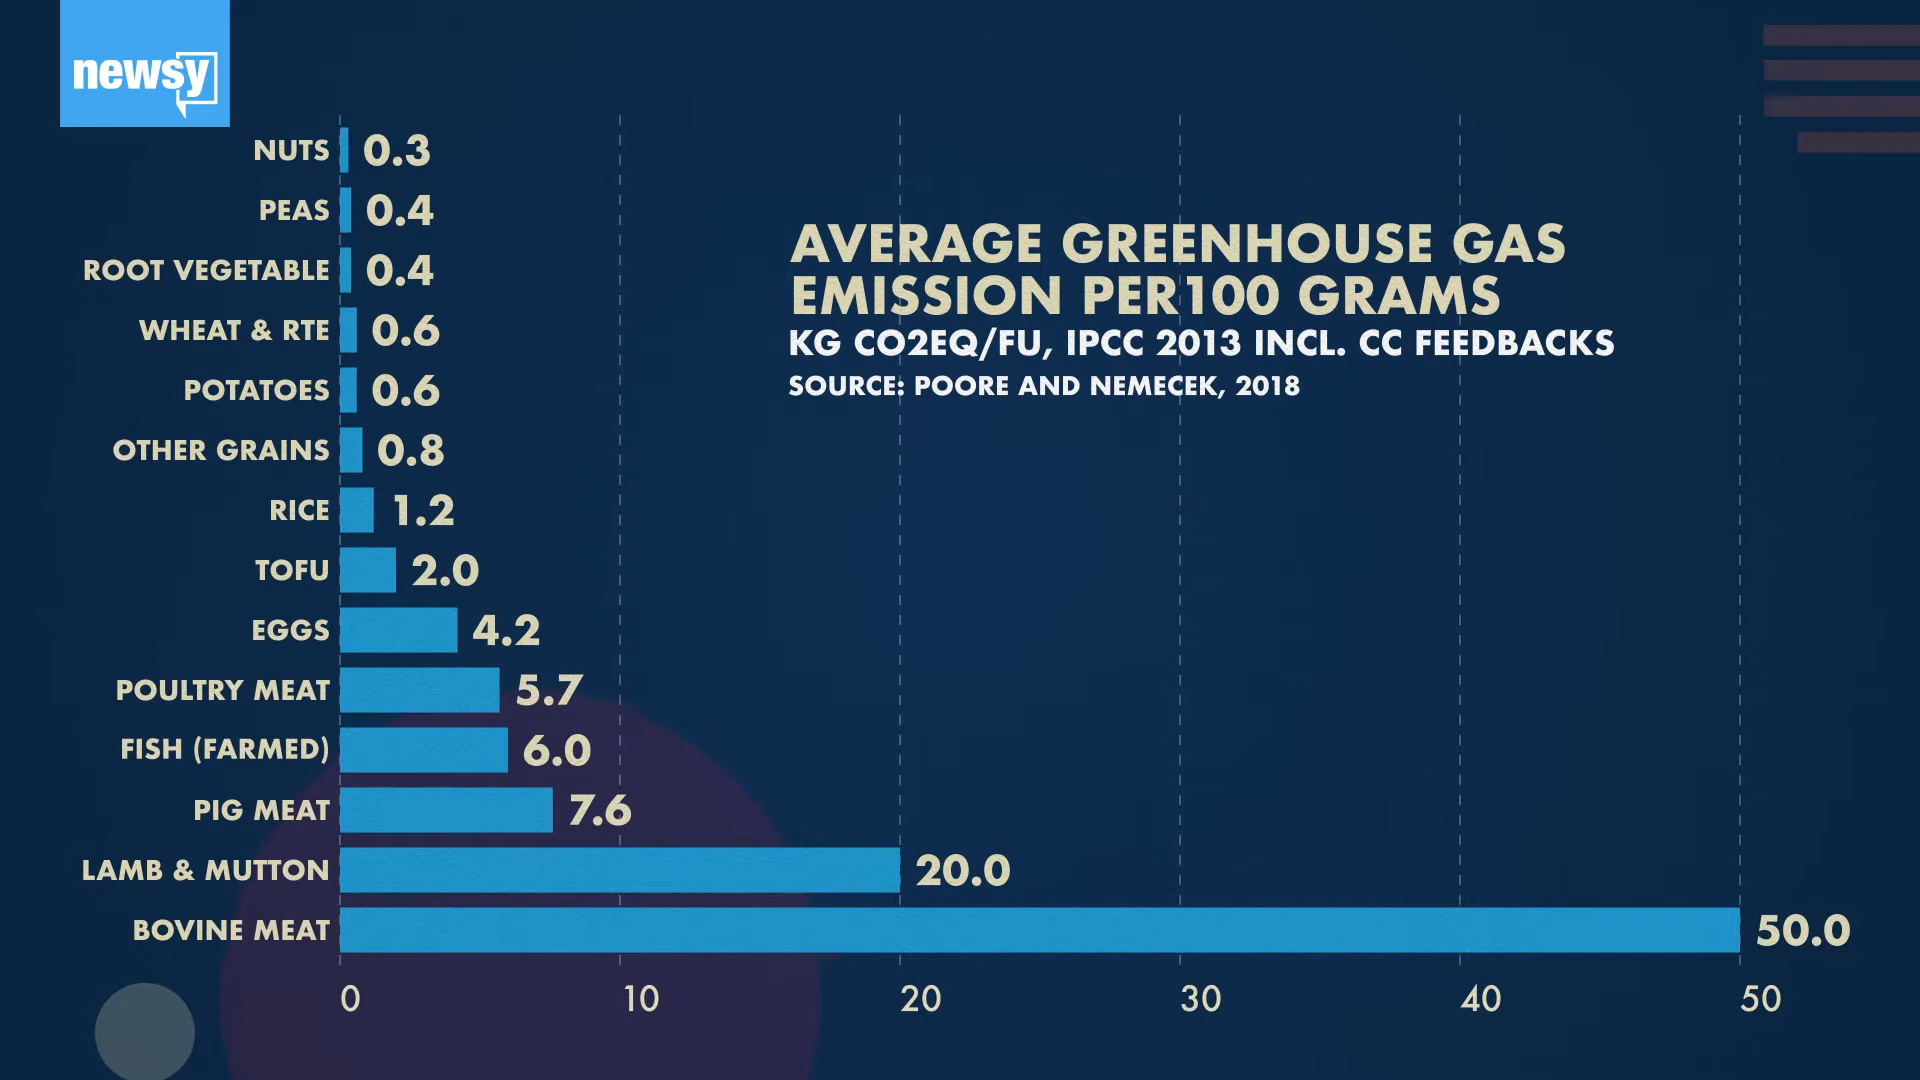 newsy
NUTS 0.3
PEAS 0.4
ROOT VEGETABLE 0.4
WHEAT & RTE 0.6
POTATOES 0.6
OTHER GRAINS 0.8
RICE 1.2
TOFU 2.0
EGGS 4.2
POULTRY MEAT 5.7
FISH (FARMED) 6.0
PIG MEAT 7.6
LAMB & MUTTON 20.0
BOVINE MEAT 50.0
0 10 20 30 40 50
AVERAGE GREENHOUSE GAS
EMISSION PER100 GRAMS
KG CO2EQ/FU, IPCC 2013 INCL. CC FEEDBACKS
SOURCE: POORE AND NEMECEK, 2018